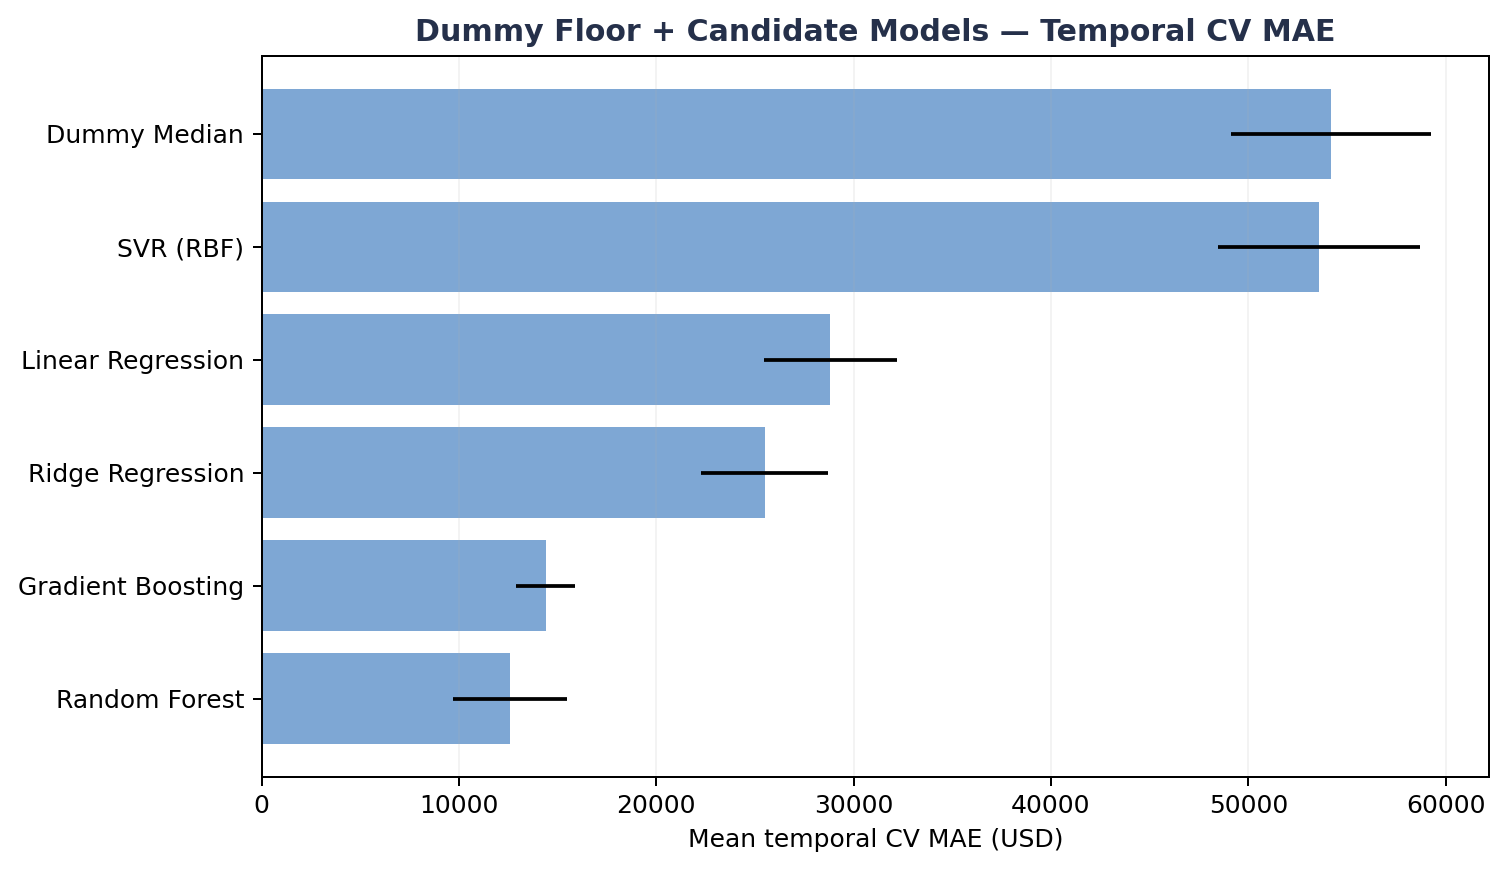 Dummy Floor + Candidate Models — Temporal CV MAE
Dummy Median
SVR (RBF)
Linear Regression
Ridge Regression
Gradient Boosting
Random Forest
0 10000 20000 30000 40000 50000 60000
Mean temporal CV MAE (USD)